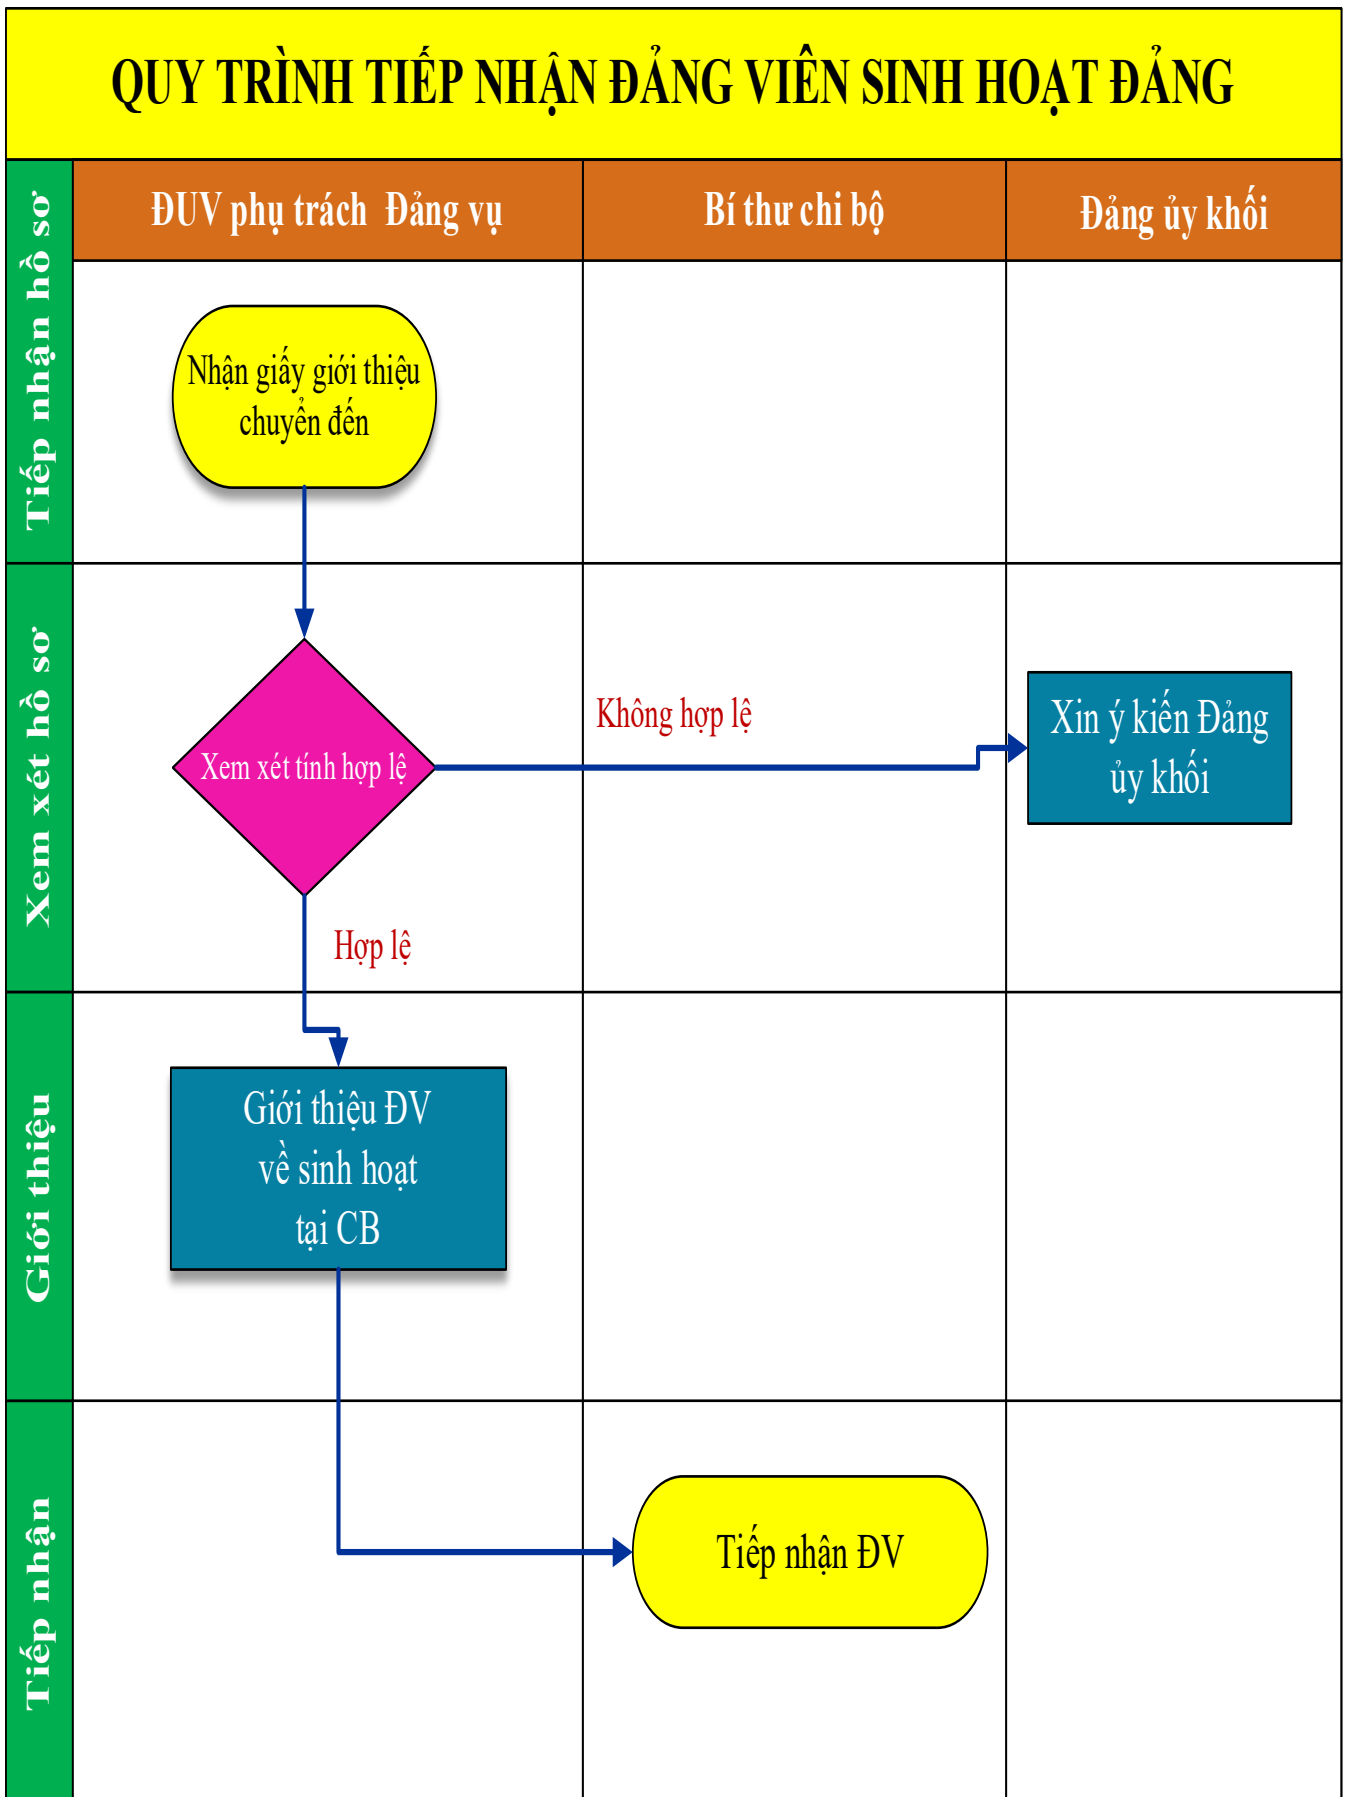 QUY TRÌNH TIẾP NHẬN ĐẢNG VIÊN SINH HOẠT ĐẢNG
ĐUV phụ trách Đảng vụ
Bí thư chi bộ
Đảng ủy khối
Tiếp nhận hồ sơ
Nhận giấy giới thiệu
chuyển đến
Xem xét hồ sơ
Xem xét tính hợp lệ
Không hợp lệ
Xin ý kiến Đảng
ủy khối
Hợp lệ
Giới thiệu
Giới thiệu ĐV
về sinh hoạt
tại CB
Tiếp nhận
Tiếp nhận ĐV